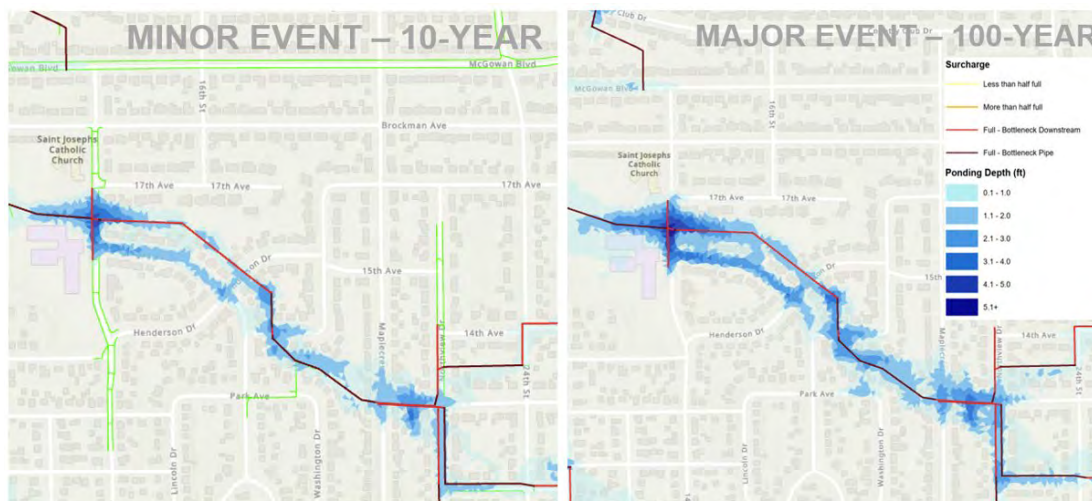 MINOR EVENT – 10-YEAR
McGowan Blvd
16th St
Brockman Ave
Saint Josephs
Catholic
Church
17th Ave
17th Ave
17th Ave
15th Ave
Henderson Dr
14th Ave
Park Ave
24th St
Lincoln Dr
Washington Dr
MAJOR EVENT – 100-YEAR
Club Dr
McGowan Blvd
16th St
Saint Josephs
Catholic
Church
17th Ave
17th Ave
15th
Henderson Dr
14th Ave
Park Ave
24th St
Washington Dr
Surcharge
Less than half full
More than half full
Full - Bottleneck Downstream
Full - Bottleneck Pipe
Ponding Depth (ft)
0.1 - 1.0
1.1 - 2.0
2.1 - 3.0
3.1 - 4.0
4.1 - 5.0
5.1+